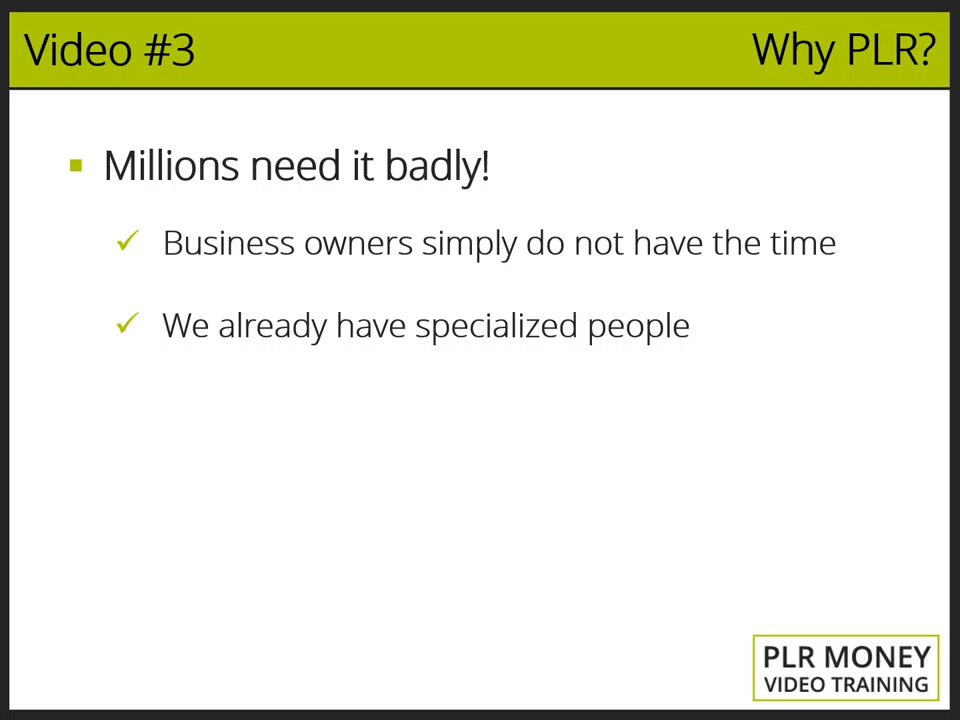 Video #3
Why PLR?
Millions need it badly!
Business owners simply do not have the time
We already have specialized people
PLR MONEY
VIDEO TRAINING